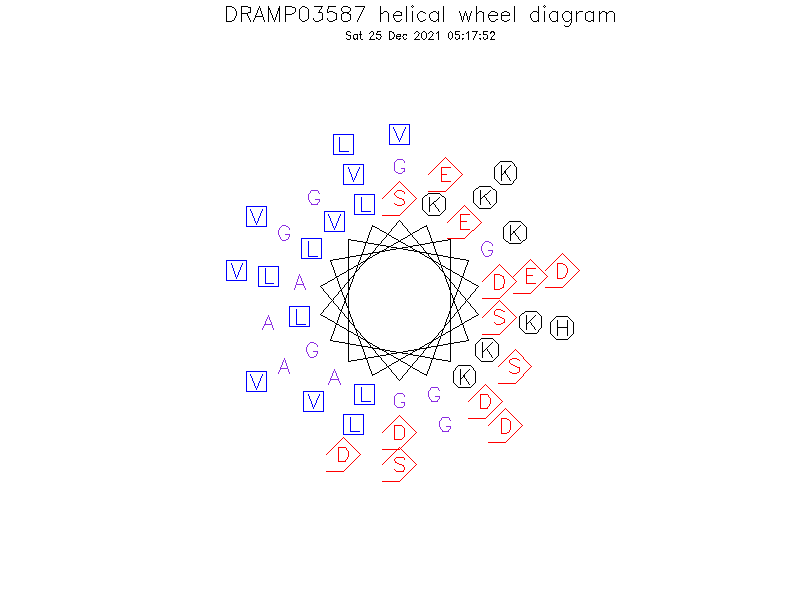 DRAMP03587 helical wheel diagram
Sat 25 Dec 2021 05:17:52
V
L
G
V E K
G S K K
L
V V E K
G G
L
V L A D E D
A L S K H
G K
A S
V A K
V L G G D
L D G D
D S